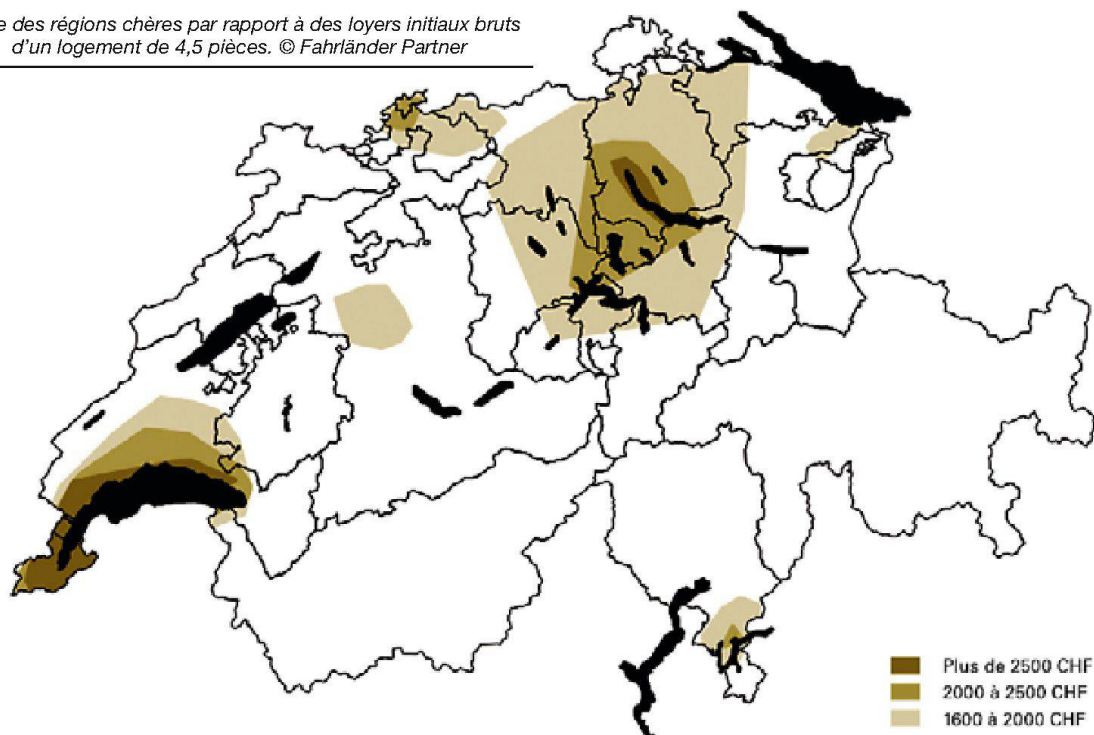 e des régions chères par rapport à des loyers initiaux bruts
d'un logement de 4,5 pièces. © Fahrländer Partner
Plus de 2500 CHF
2000 à 2500 CHF
1600 à 2000 CHF